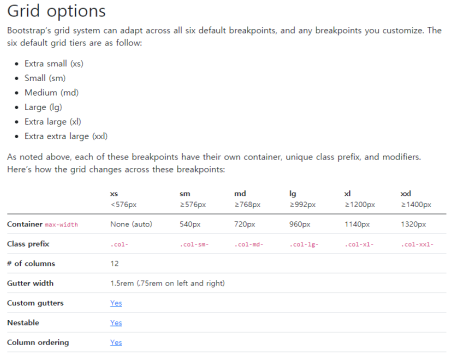 Grid options
Bootstrap's grid system can adapt across all six default breakpoints, and any breakpoints you customize. The
six default grid tiers are as follow:
• Extra small (xs)
• Small (sm)
• Medium (md)
• Large (lg)
• Extra large (xl)
• Extra extra large (xxl)
As noted above, each of these breakpoints have their own container, unique class prefix, and modifiers.
Here's how the grid changes across these breakpoints:
xs sm md lg xl xxl
<576px ≥576px ≥768px ≥992px ≥1200px ≥1400px
Container max-width None (auto) 540px 720px 960px 1140px 1320px
Class prefix .col- .col-sm- .col-md- .col-lg- .col-xl- .col-xxl-
# of columns 12
Gutter width 1.5rem (.75rem on left and right)
Custom gutters Yes
Nestable Yes
Column ordering Yes